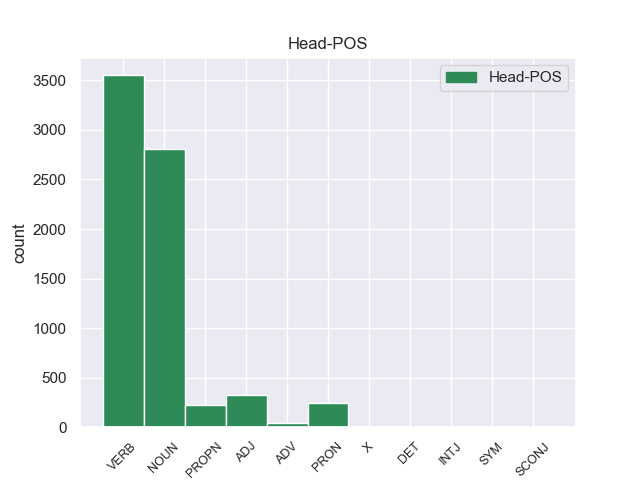 Head-POS
Head-POS
count
3500
3000
2500
2000
1500
1000
500
0
VERB NOUN PROPN ADJ ADV PRON X DET INTJ SYM SCONJ